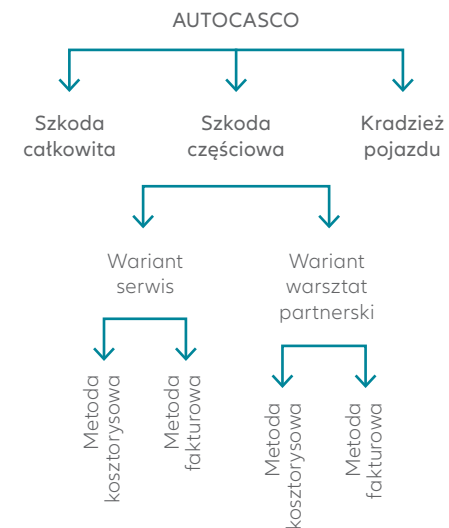 AUTOCASCO
Szkoda
całkowita
Szkoda
częściowa
Kradzież
pojazdu
Wariant
serwis
Wariant
warsztat
partnerski
Metoda
kosztorysowa
Metoda
fakturowa
Metoda
kosztorysowa
Metoda
fakturowa